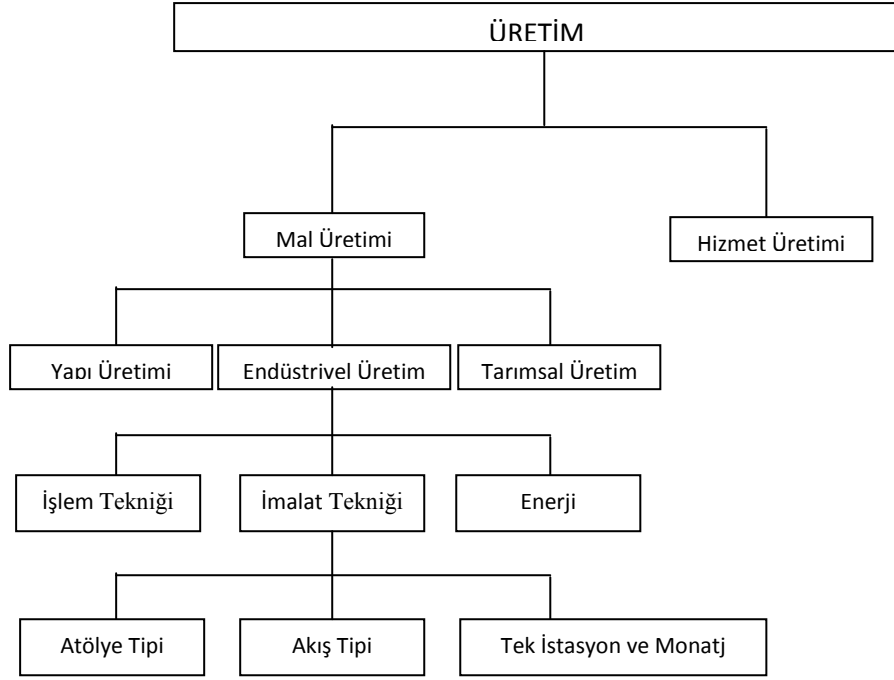 ÜRETİM
Mal Üretimi
Hizmet Üretimi
Yapı Üretimi
Endüstriyel Üretim
Tarımsal Üretim
İşlem Tekniği
İmalat Tekniği
Enerji
Atölye Tipi
Akış Tipi
Tek İstasyon ve Monatj